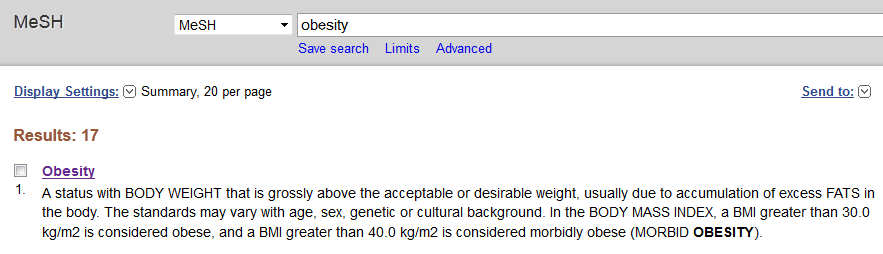 MeSH
MeSH
obesity
Save search Limits Advanced
Display Settings: Summary, 20 per page Send to:
Results: 17
Obesity
1.
A status with BODY WEIGHT that is grossly above the acceptable or desirable weight, usually due to accumulation of excess FATS in
the body. The standards may vary with age, sex, genetic or cultural background. In the BODY MASS INDEX, a BMI greater than 30.0
kg/m2 is considered obese, and a BMI greater than 40.0 kg/m2 is considered morbidly obese (MORBID OBESITY).